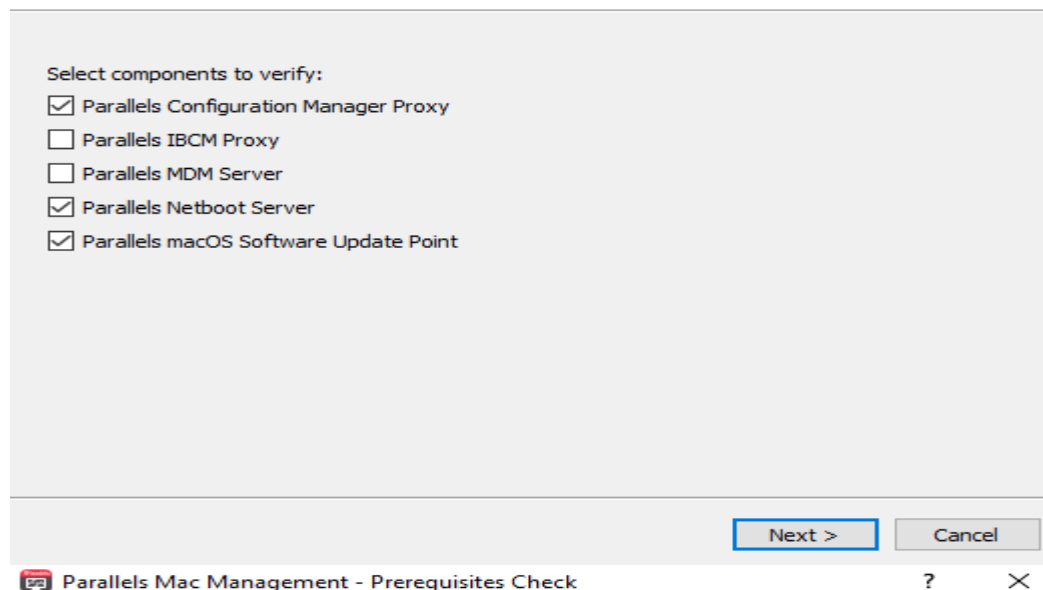 Select components to verify:
Parallels Configuration Manager Proxy
Parallels IBCM Proxy
Parallels MDM Server
Parallels Netboot Server
Parallels macOS Software Update Point
Next > Cancel
Parallels Mac Management - Prerequisites Check ? ×